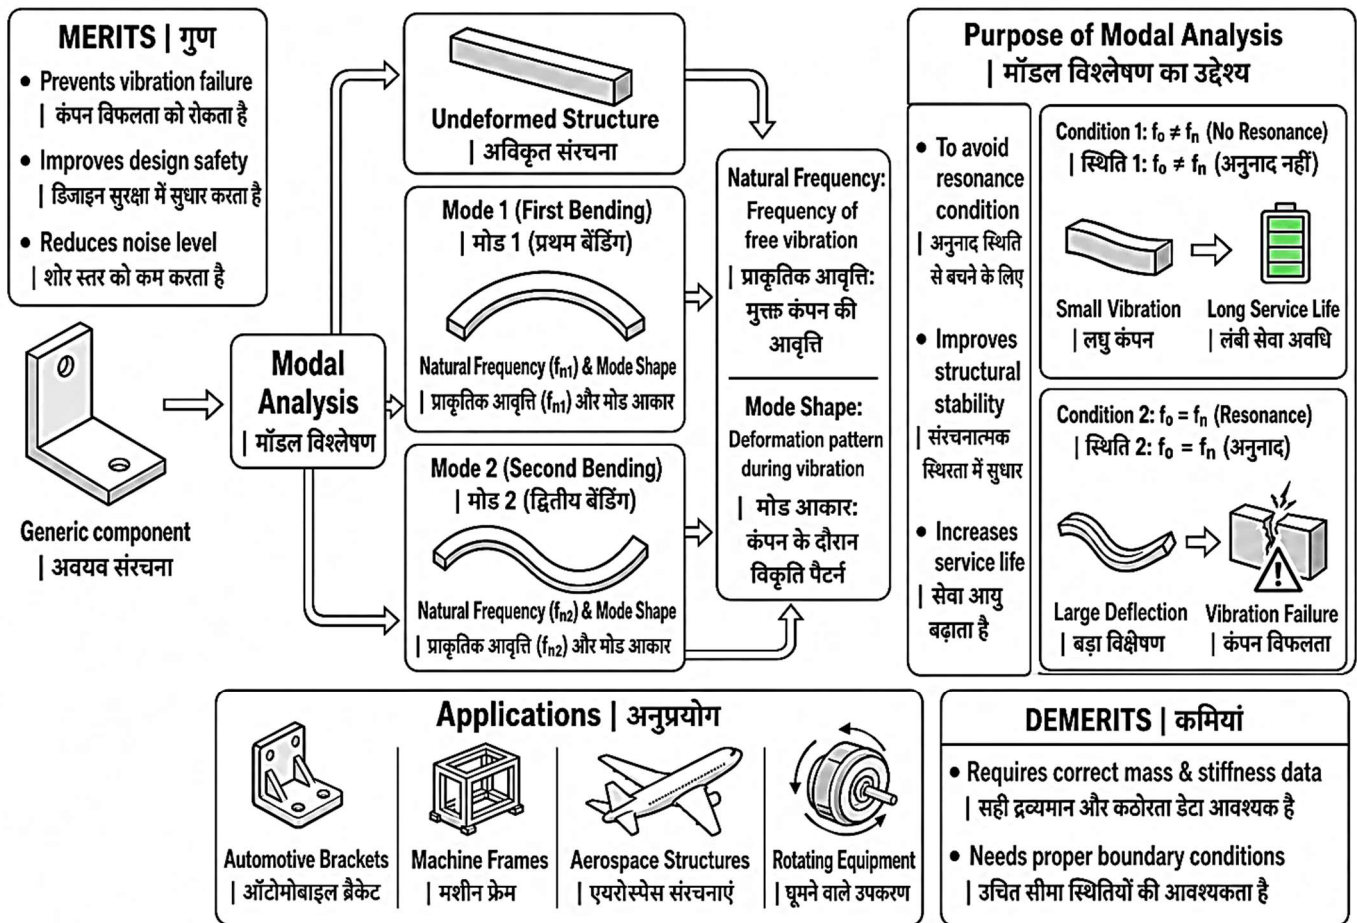 MERITS | गुण
• Prevents vibration failure
| कंपन विफलता को रोकता है
• Improves design safety
| डिजाइन सुरक्षा में सुधार करता है
• Reduces noise level
| शोर स्तर को कम करता है
Generic component
| अवयव संरचना
Modal
Analysis
| मॉडल विश्लेषण
Undeformed Structure
| अविकृत संरचना
Mode 1 (First Bending)
| मोड 1 (प्रथम बेंडिंग)
Natural Frequency (fn1) & Mode Shape
| प्राकृतिक आवृत्ति (fn1) और मोड आकार
Mode 2 (Second Bending)
| मोड 2 (द्वितीय बेंडिंग)
Natural Frequency (fn2) & Mode Shape
| प्राकृतिक आवृत्ति (fn2) और मोड आकार
Natural Frequency:
Frequency of
free vibration
| प्राकृतिक आवृत्ति:
मुक्त कंपन की
आवृत्ति
Mode Shape:
Deformation pattern
during vibration
| मोड आकार:
कंपन के दौरान
विकृति पैटर्न
Purpose of Modal Analysis
| मॉडल विश्लेषण का उद्देश्य
• To avoid
resonance
condition
| अनुनाद स्थिति
से बचने के लिए
• Improves
structural
stability
| संरचनात्मक
स्थिरता में सुधार
• Increases
service life
| सेवा आयु
बढ़ाता है
Condition 1: fo ≠ fn (No Resonance)
| स्थिति 1: fo ≠ fn (अनुनाद नहीं)
Small Vibration
| लघु कंपन
Long Service Life
| लंबी सेवा अवधि
Condition 2: fo = fn (Resonance)
| स्थिति 2: fo = fn (अनुनाद)
Large Deflection
| बड़ा विक्षेपण
Vibration Failure
| कंपन विफलता
Applications | अनुप्रयोग
Automotive Brackets
| ऑटोमोबाइल ब्रैकेट
Machine Frames
| मशीन फ्रेम
Aerospace Structures
| एयरोस्पेस संरचनाएं
Rotating Equipment
| घूमने वाले उपकरण
DEMERITS | कमियां
• Requires correct mass & stiffness data
| सही द्रव्यमान और कठोरता डेटा आवश्यक है
• Needs proper boundary conditions
| उचित सीमा स्थितियों की आवश्यकता है